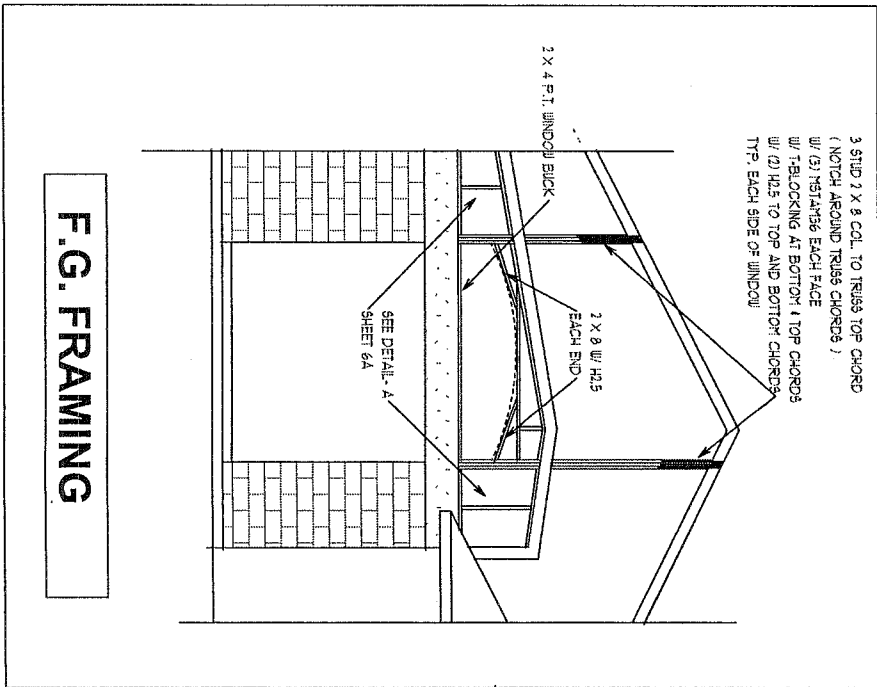 3 STUD 2 X 8 COL. TO TRUSS TOP CHORD
( NOTCH AROUND TRUSS CHORDS )
W/ (3) MSTAM36 EACH FACE
W/ T-BLOCKING AT BOTTOM & TOP CHORDS
W/ (2) H2.5 TO TOP AND BOTTOM CHORDS
TYP. EACH SIDE OF WINDOW
2 X 4 P.T. WINDOW BUCK
2 X 8 W/ H2.5
EACH END
SEE DETAIL- A
SHEET 6A
F.G. FRAMING